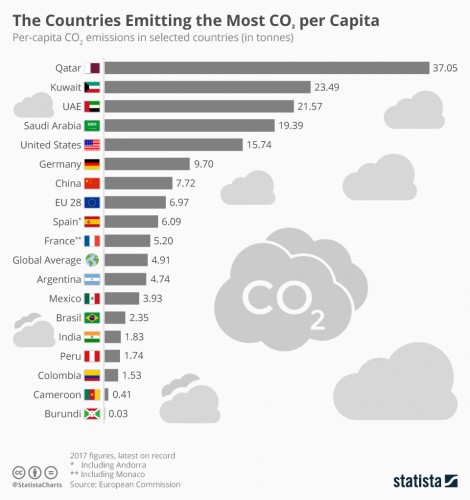 The Countries Emitting the Most CO₂ per Capita
Per-capita CO₂ emissions in selected countries (in tonnes)
Qatar 37.05
Kuwait 23.49
UAE 21.57
Saudi Arabia 19.39
United States 15.74
Germany 9.70
China 7.72
EU 28 6.97
Spain* 6.09
France** 5.20
Global Average 4.91
Argentina 4.74
Mexico 3.93
Brasil 2.35
India 1.83
Peru 1.74
Colombia 1.53
Cameroon 0.41
Burundi 0.03
CO₂
2017 figures, latest on record
* Including Andorra
** Including Monaco
@StatistaCharts Source: European Commission
statista